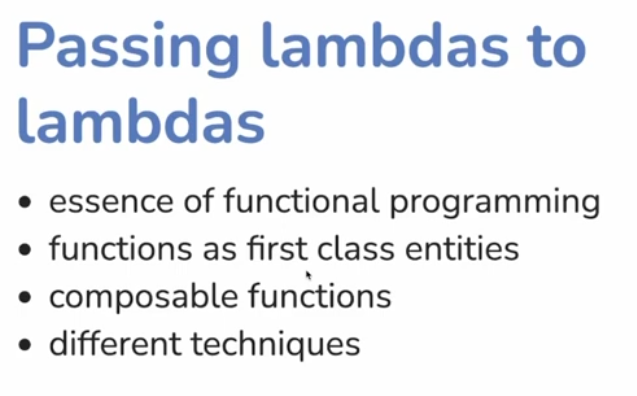 Passing lambdas to
lambdas
• essence of functional programming
• functions as first class entities
• composable functions
• different techniques